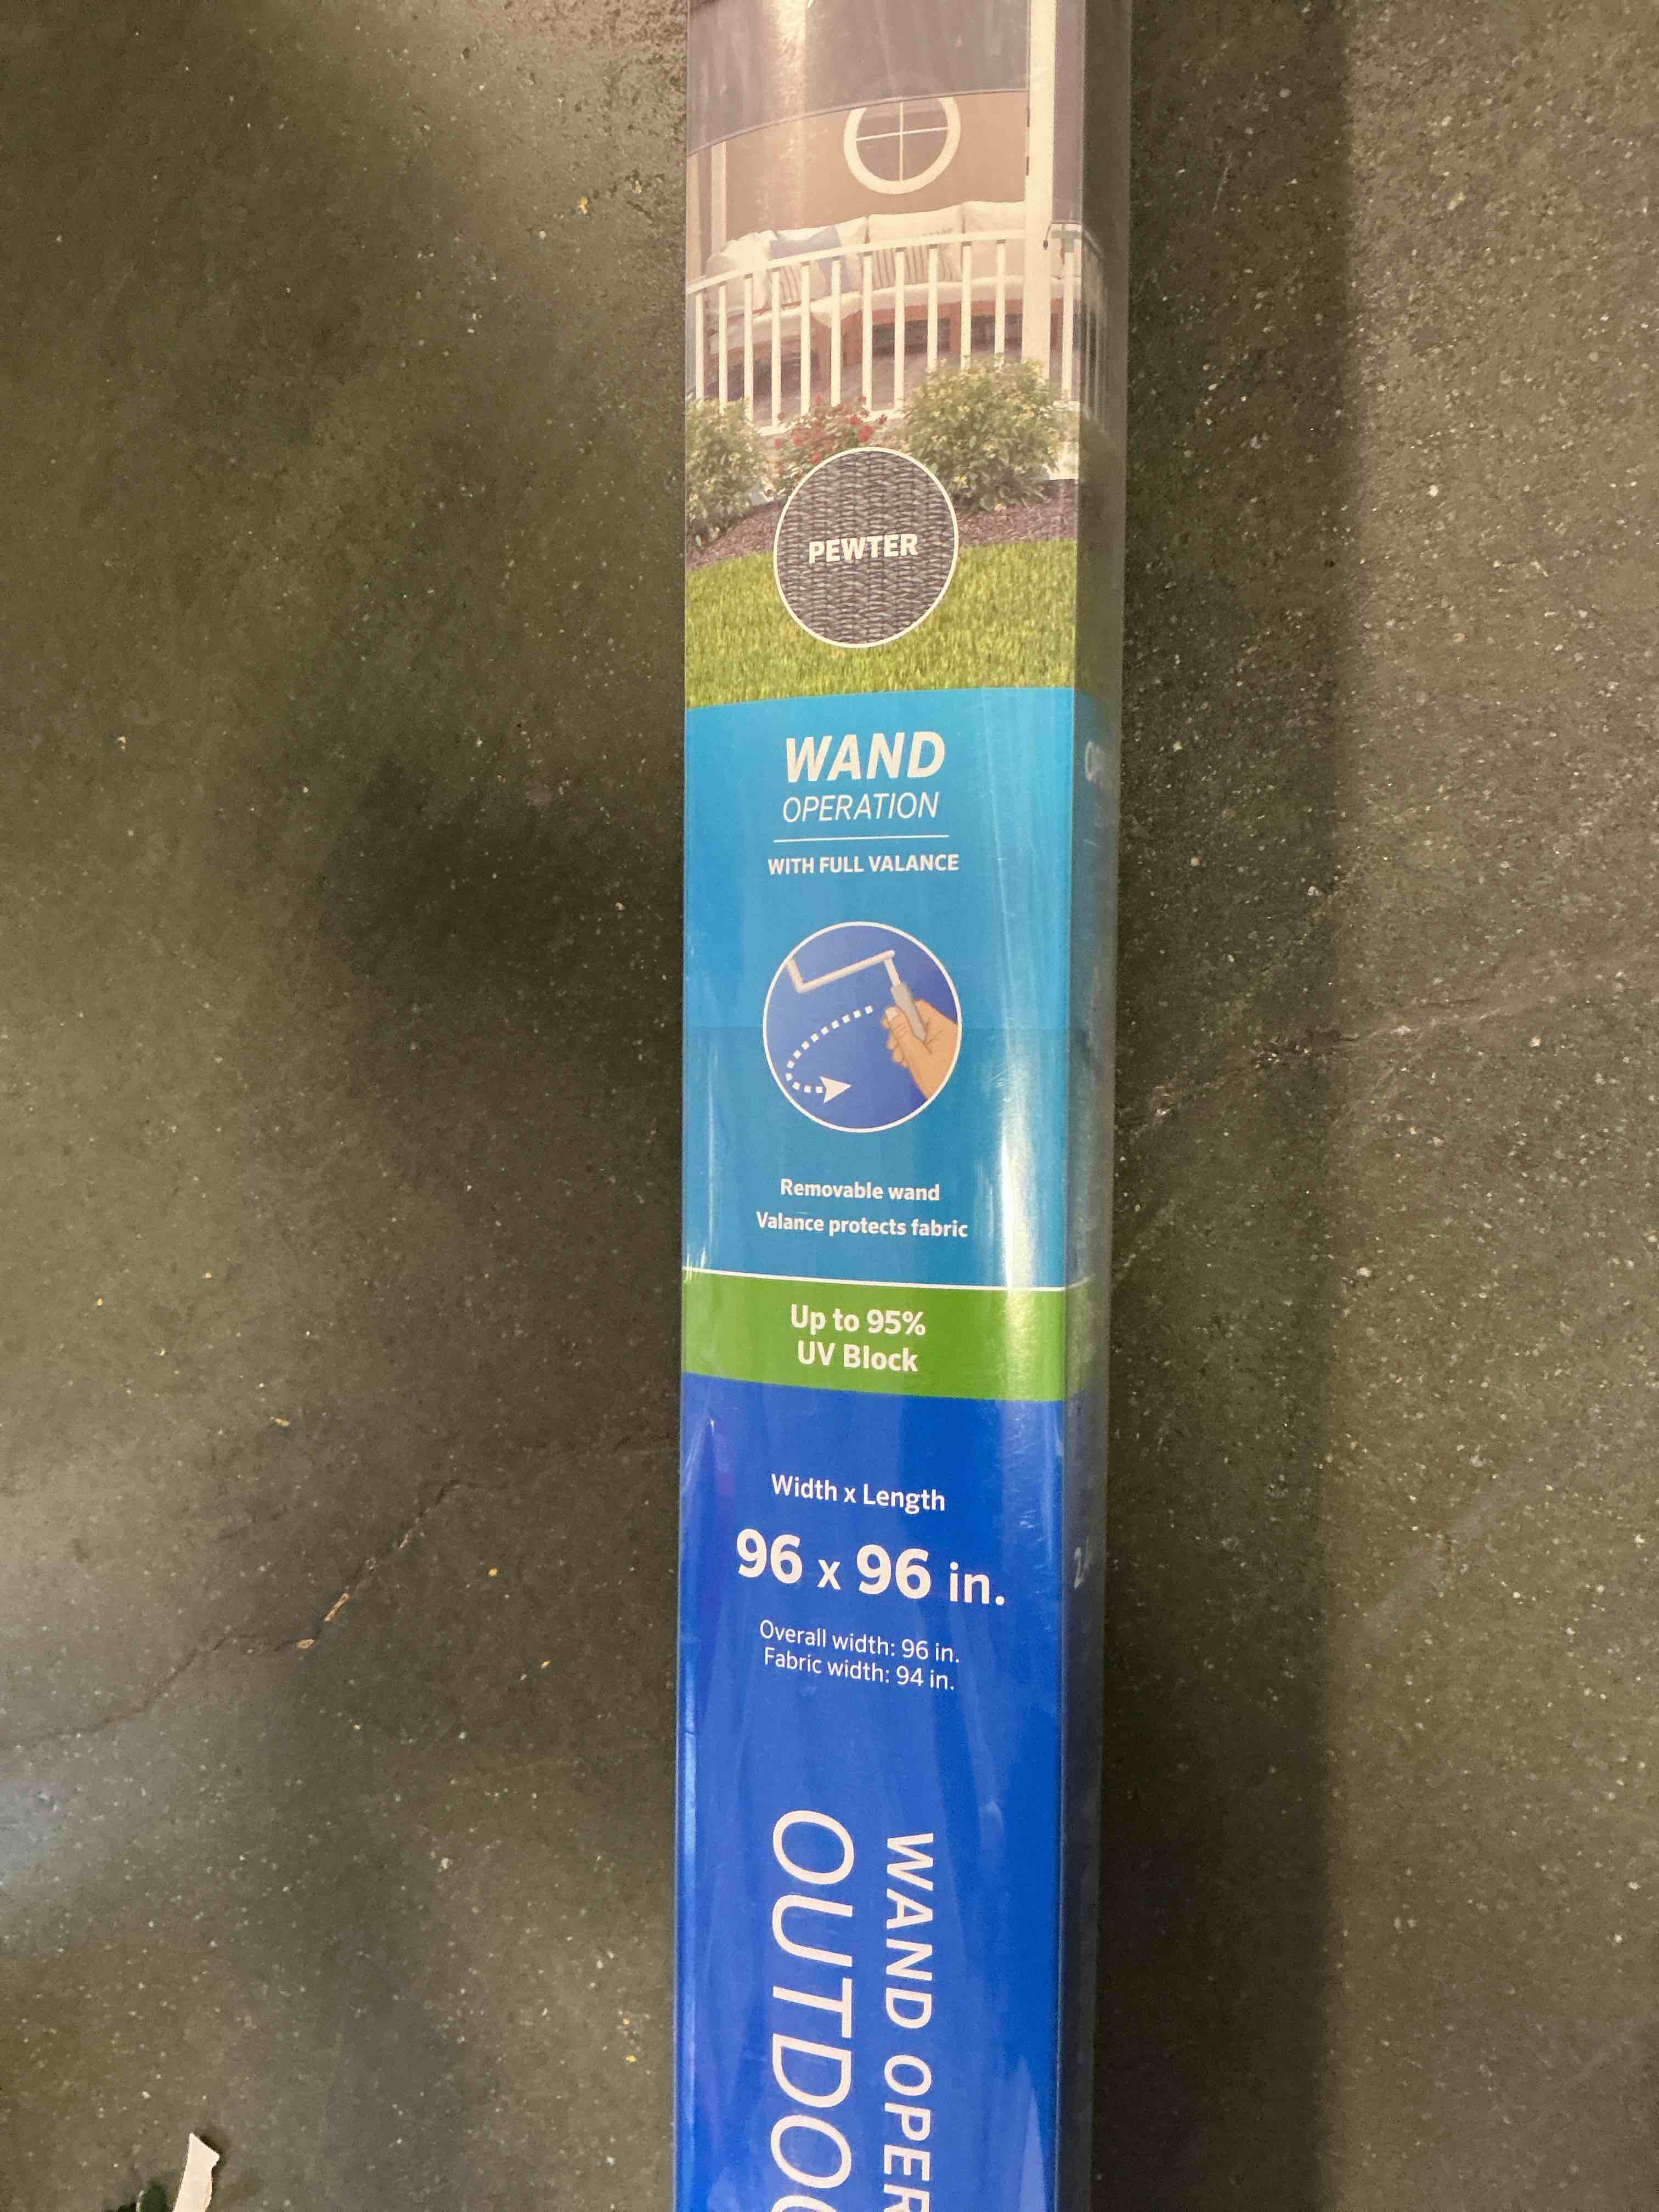 PEWTER
WAND
OPERATION
WITH FULL VALANCE
Removable wand
Valance protects fabric
Up to 95%
UV Block
Width x Length
96 x 96 in.
Overall width: 96 in.
Fabric width: 94 in.
WAND OPER
OUTDOO